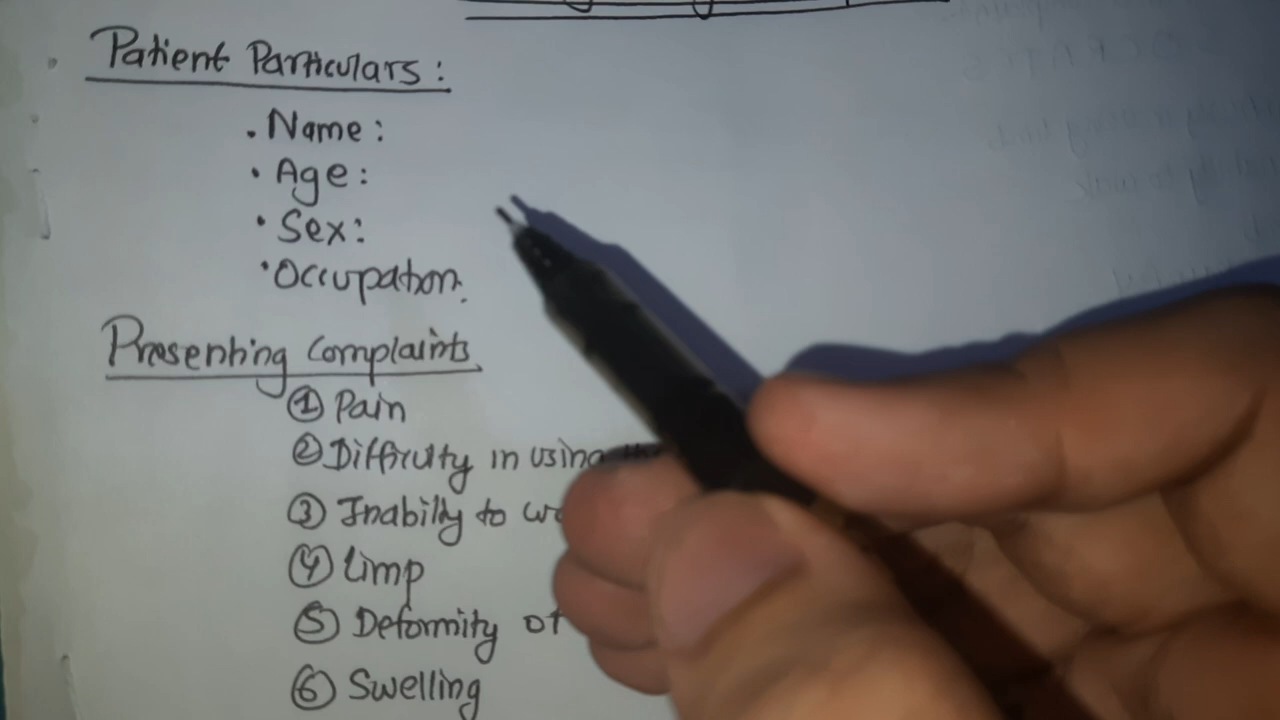 Patient Particulars:
. Name:
· Age:
· Sex:
· Occupation.
Presenting Complaints
① Pain
② Difficulty in using
③ Inability to
④ Limp
⑤ Deformity of
⑥ Swelling